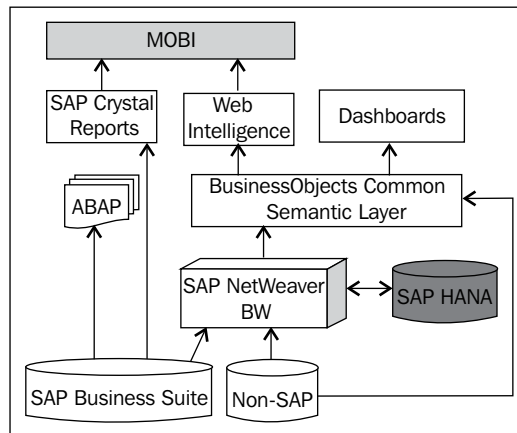 MOBI
SAP Crystal
Reports
Web
Intelligence
Dashboards
ABAP
BusinessObjects Common
Semantic Layer
SAP NetWeaver
BW
SAP HANA
SAP Business Suite
Non-SAP